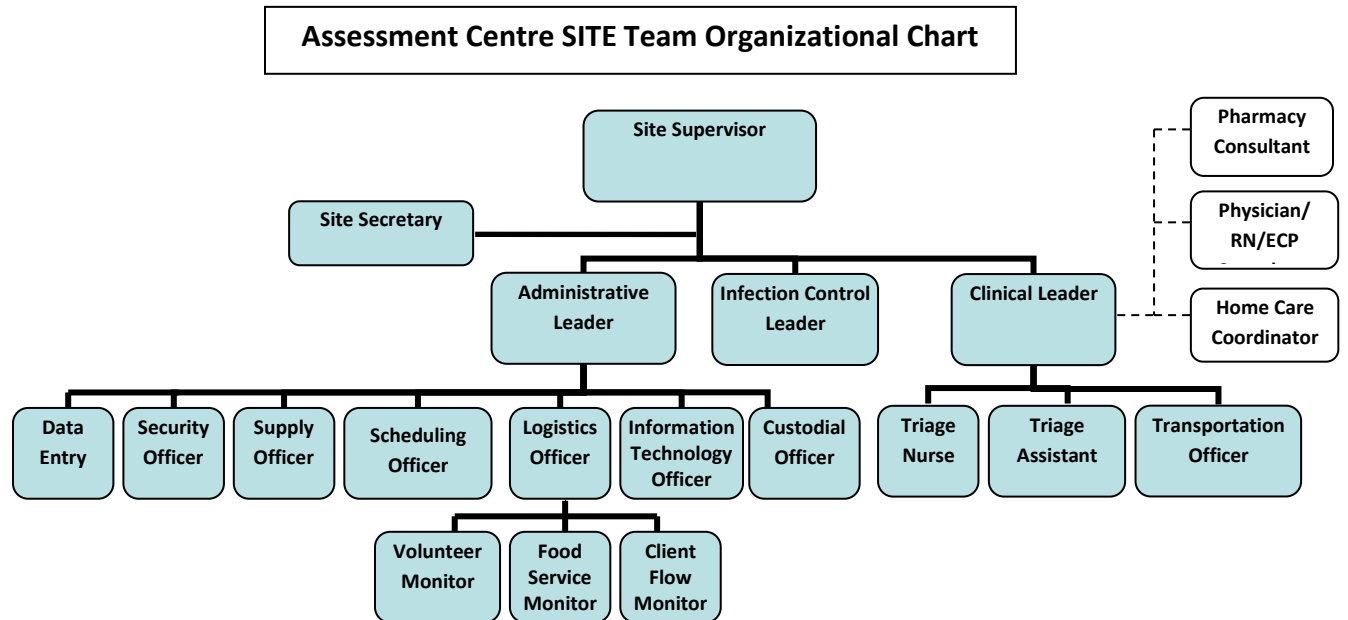 Assessment Centre SITE Team Organizational Chart
Site Supervisor
Pharmacy
Consultant
Site Secretary
Physician/
RN/ECP
Administrative
Leader
Infection Control
Leader
Clinical Leader
Home Care
Coordinator
Data
Entry
Security
Officer
Supply
Officer
Scheduling
Officer
Logistics
Officer
Information
Technology
Officer
Custodial
Officer
Triage
Nurse
Triage
Assistant
Transportation
Officer
Volunteer
Monitor
Food
Service
Monitor
Client
Flow
Monitor